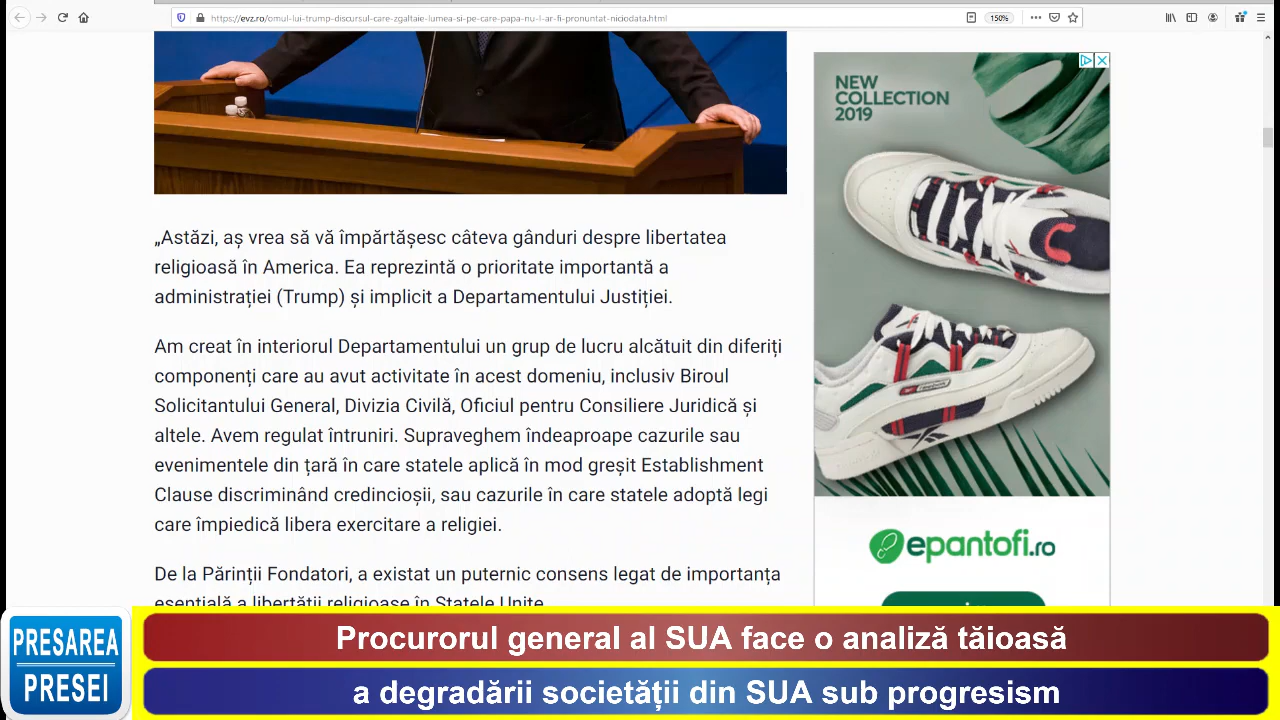 https://evz.ro/omul-lui-trump-discursul-care-zgaltaie-lumea-si-pe-care-papa-nu-l-ar-fi-pronuntat-niciodata.html
150%
NEW
COLLECTION
2019
„Astăzi, aș vrea să vă împărtășesc câteva gânduri despre libertatea
religioasă în America. Ea reprezintă o prioritate importantă a
administrației (Trump) și implicit a Departamentului Justiției.
Am creat în interiorul Departamentului un grup de lucru alcătuit din diferiți
componenți care au avut activitate în acest domeniu, inclusiv Biroul
Solicitantului General, Divizia Civilă, Oficiul pentru Consiliere Juridică și
altele. Avem regulat întruniri. Supraveghem îndeaproape cazurile sau
evenimentele din țară în care statele aplică în mod greșit Establishment
Clause discriminând credincioșii, sau cazurile în care statele adoptă legi
care împiedică libera exercitare a religiei.
De la Părinții Fondatori, a existat un puternic consens legat de importanța
esențială a libertății religioase în Statele Unite.
epantofi.ro
PRESAREA
PRESEI
Procurorul general al SUA face o analiză tăioasă
a degradării societății din SUA sub progresism